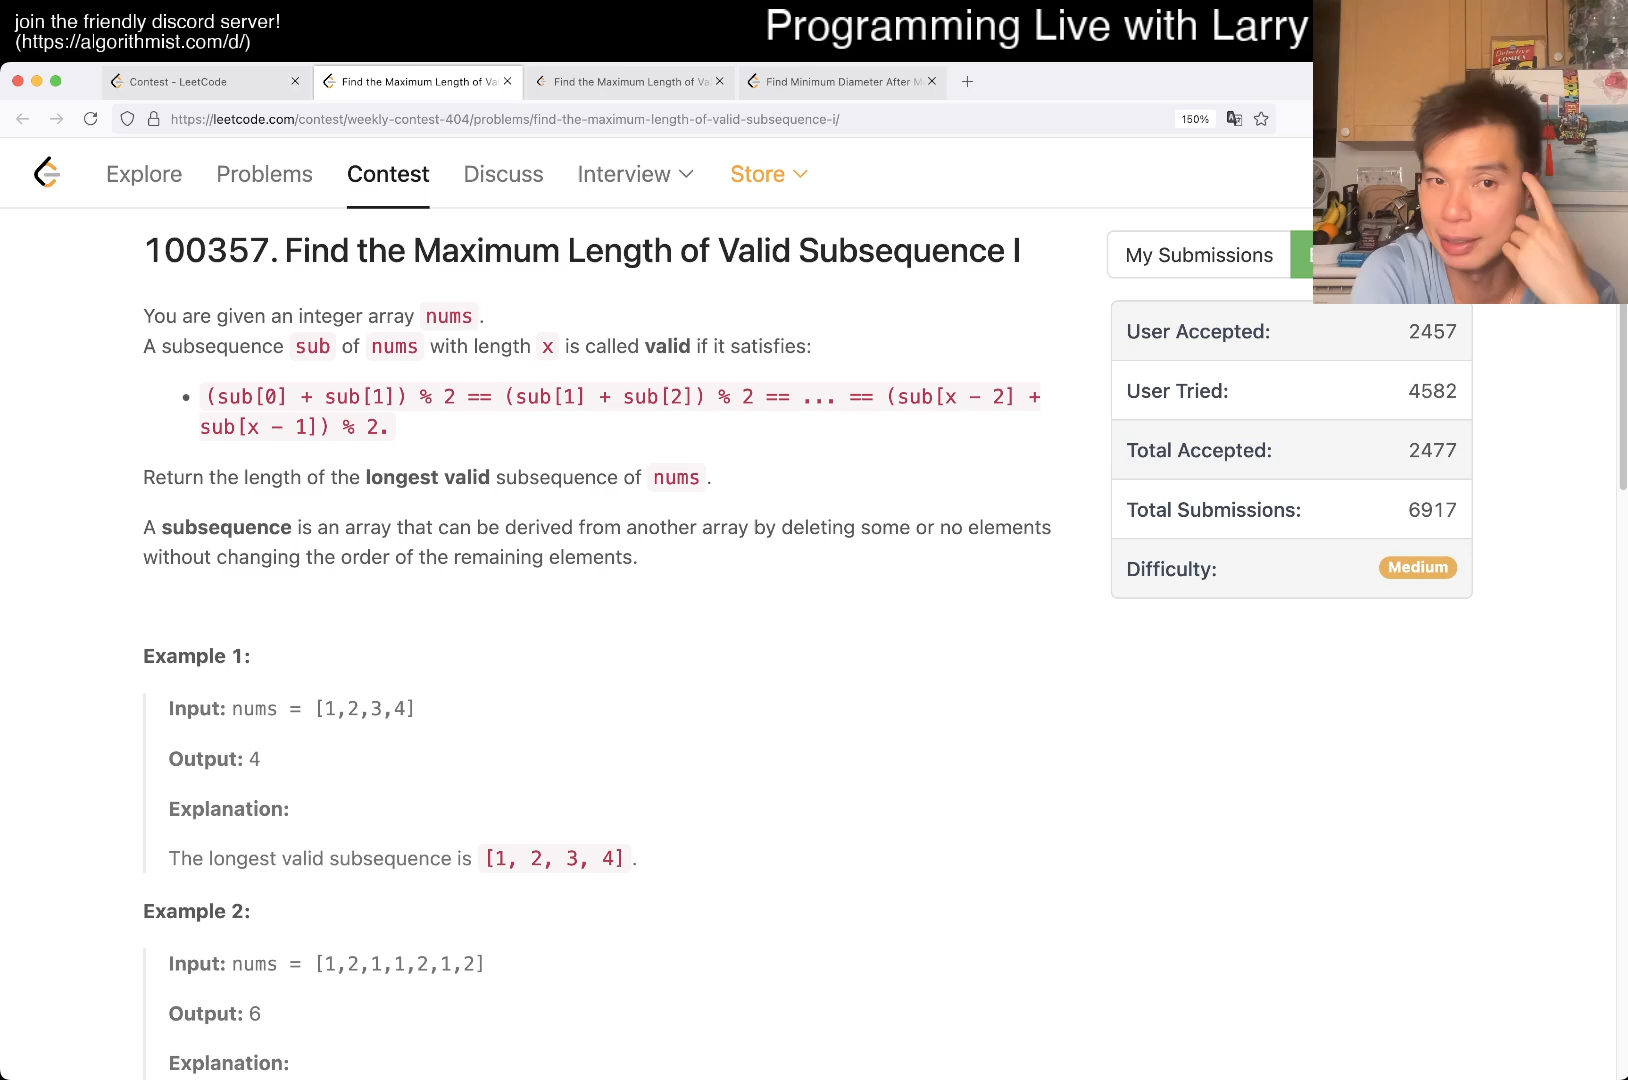 join the friendly discord server!
(https://algorithmist.com/d/)
Programming Live with Larry
Contest - LeetCode
Find the Maximum Length of Va
Find the Maximum Length of Va
Find Minimum Diameter After M
https://leetcode.com/contest/weekly-contest-404/problems/find-the-maximum-length-of-valid-subsequence-i/
150%
Explore
Problems
Contest
Discuss
Interview
Store
100357. Find the Maximum Length of Valid Subsequence I
My Submissions
You are given an integer array nums.
A subsequence sub of nums with length x is called valid if it satisfies:
• (sub[0] + sub[1]) % 2 == (sub[1] + sub[2]) % 2 == ... == (sub[x - 2] +
sub[x - 1]) % 2.
Return the length of the longest valid subsequence of nums.
A subsequence is an array that can be derived from another array by deleting some or no elements
without changing the order of the remaining elements.
User Accepted: 2457
User Tried: 4582
Total Accepted: 2477
Total Submissions: 6917
Difficulty: Medium
Example 1:
Input: nums = [1,2,3,4]
Output: 4
Explanation:
The longest valid subsequence is [1, 2, 3, 4].
Example 2:
Input: nums = [1,2,1,1,2,1,2]
Output: 6
Explanation: